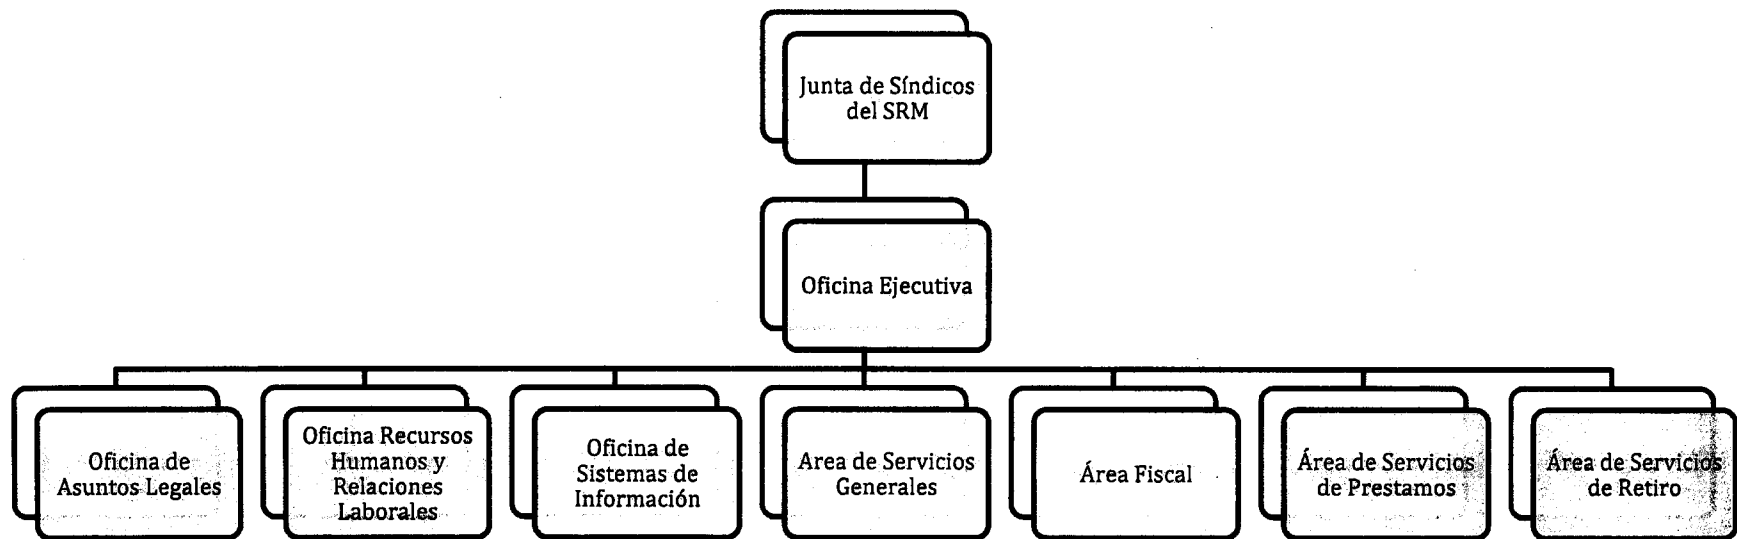 Junta de Síndicos
del SRM
Oficina Ejecutiva
Oficina de
Asuntos Legales
Oficina Recursos
Humanos y
Relaciones
Laborales
Oficina de
Sistemas de
Información
Area de Servicios
Generales
Área Fiscal
Área de Servicios
de Prestamos
Área de Servicios
de Retiro